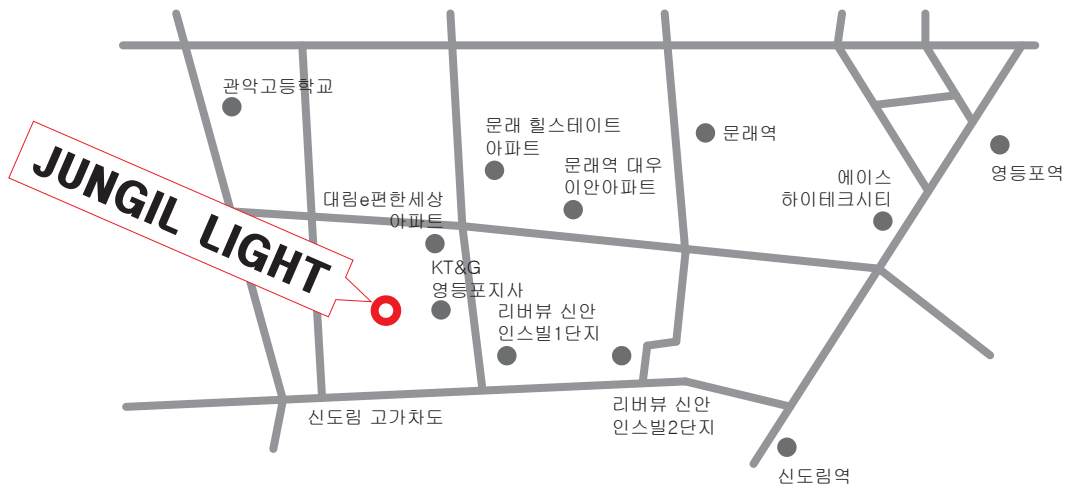 관악고등학교
문래 힐스테이트
아파트
문래역
문래역 대우
이안아파트
영등포역
에이스
하이테크시티
대림e편한세상
아파트
JUNGIL LIGHT
KT&G
영등포지사
리버뷰 신안
인스빌1단지
신도림 고가차도
리버뷰 신안
인스빌2단지
신도림역